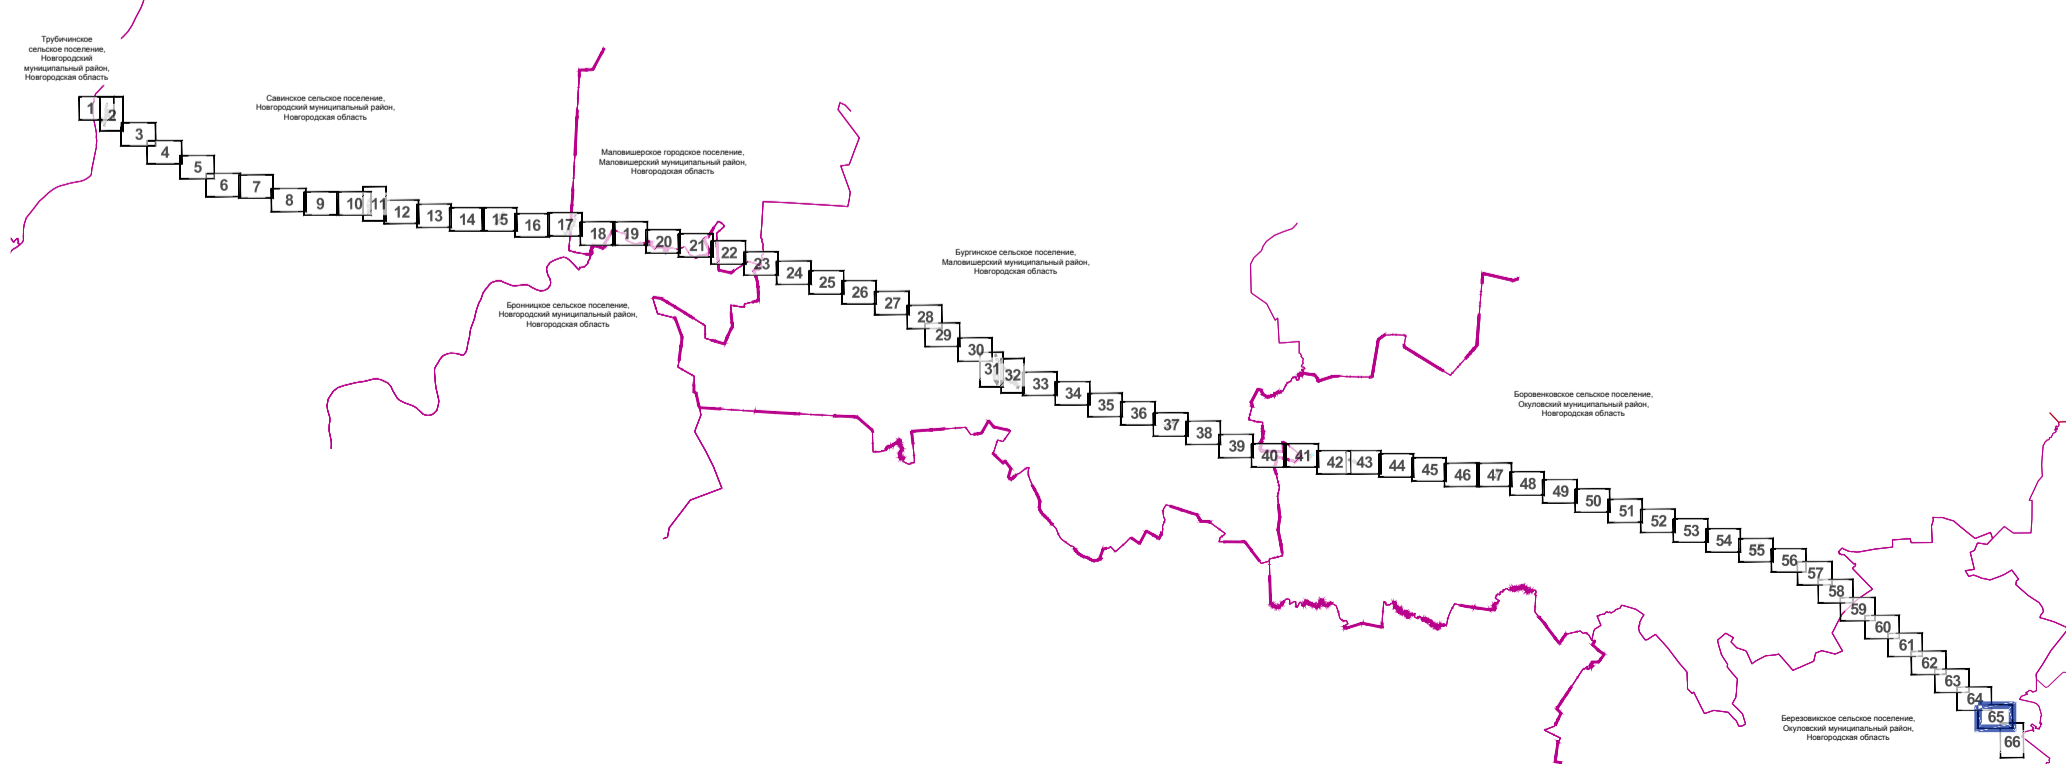 Трубичинское
сельское поселение,
Новгородский
муниципальный район,
Новгородская область
Савинское сельское поселение,
Новгородский муниципальный район,
Новгородская область
Маловишерское городское поселение,
Маловишерский муниципальный район,
Новгородская область
Бронницкое сельское поселение,
Новгородский муниципальный район,
Новгородская область
Бургинское сельское поселение,
Маловишерский муниципальный район,
Новгородская область
Боровенковское сельское поселение,
Окуловский муниципальный район,
Новгородская область
Березовикское сельское поселение,
Окуловский муниципальный район,
Новгородская область
1
2
3
4
5
6
7
8
9
10
11
12
13
14
15
16
17
18
19
20
21
22
23
24
25
26
27
28
29
30
31
32
33
34
35
36
37
38
39
40
41
42
43
44
45
46
47
48
49
50
51
52
53
54
55
56
57
58
59
60
61
62
63
64
65
66